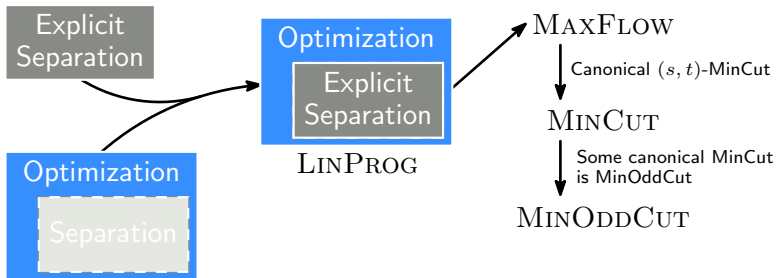 Explicit
Separation
Optimization
Separation
Optimization
Explicit
Separation
LINPROG
MAXFLOW
Canonical (s, t)-MinCut
MINCUT
Some canonical MinCut
is MinOddCut
MINODDCUT